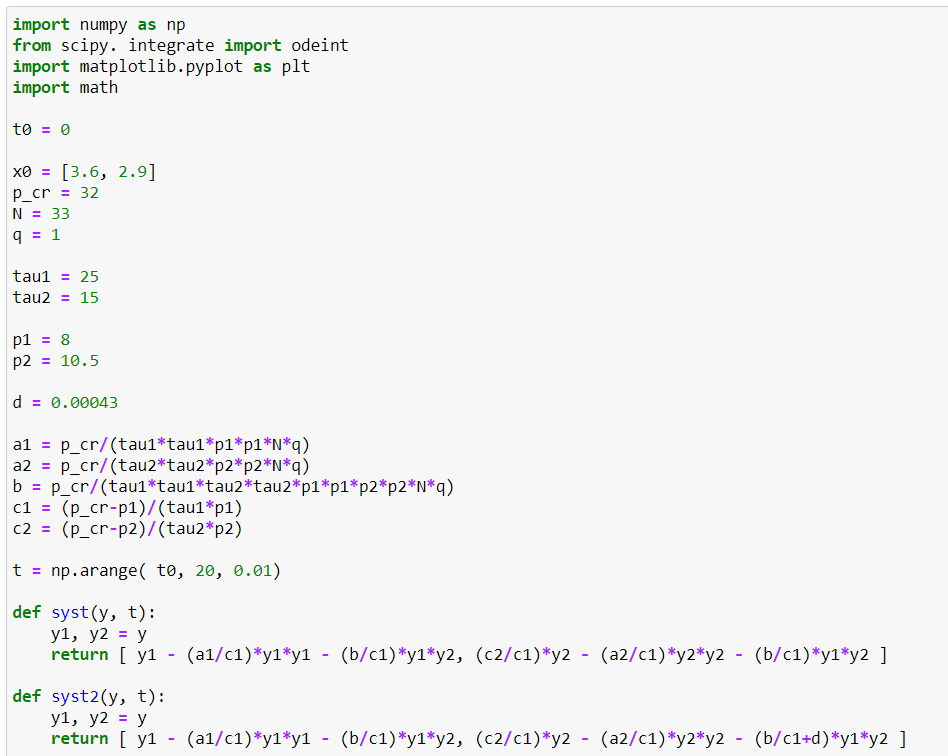 import numpy as np
from scipy. integrate import odeint
import matplotlib.pyplot as plt
import math
t0 = 0
x0 = [3.6, 2.9]
p_cr = 32
N = 33
q = 1
tau1 = 25
tau2 = 15
p1 = 8
p2 = 10.5
d = 0.00043
a1 = p_cr/(tau1*tau1*p1*p1*N*q)
a2 = p_cr/(tau2*tau2*p2*p2*N*q)
b = p_cr/(tau1*tau1*tau2*tau2*p1*p1*p2*p2*N*q)
c1 = (p_cr-p1)/(tau1*p1)
c2 = (p_cr-p2)/(tau2*p2)
t = np.arange( t0, 20, 0.01)
def syst(y, t):
    y1, y2 = y
    return [ y1 - (a1/c1)*y1*y1 - (b/c1)*y1*y2, (c2/c1)*y2 - (a2/c1)*y2*y2 - (b/c1)*y1*y2 ]
def syst2(y, t):
    y1, y2 = y
    return [ y1 - (a1/c1)*y1*y1 - (b/c1)*y1*y2, (c2/c1)*y2 - (a2/c1)*y2*y2 - (b/c1+d)*y1*y2 ]